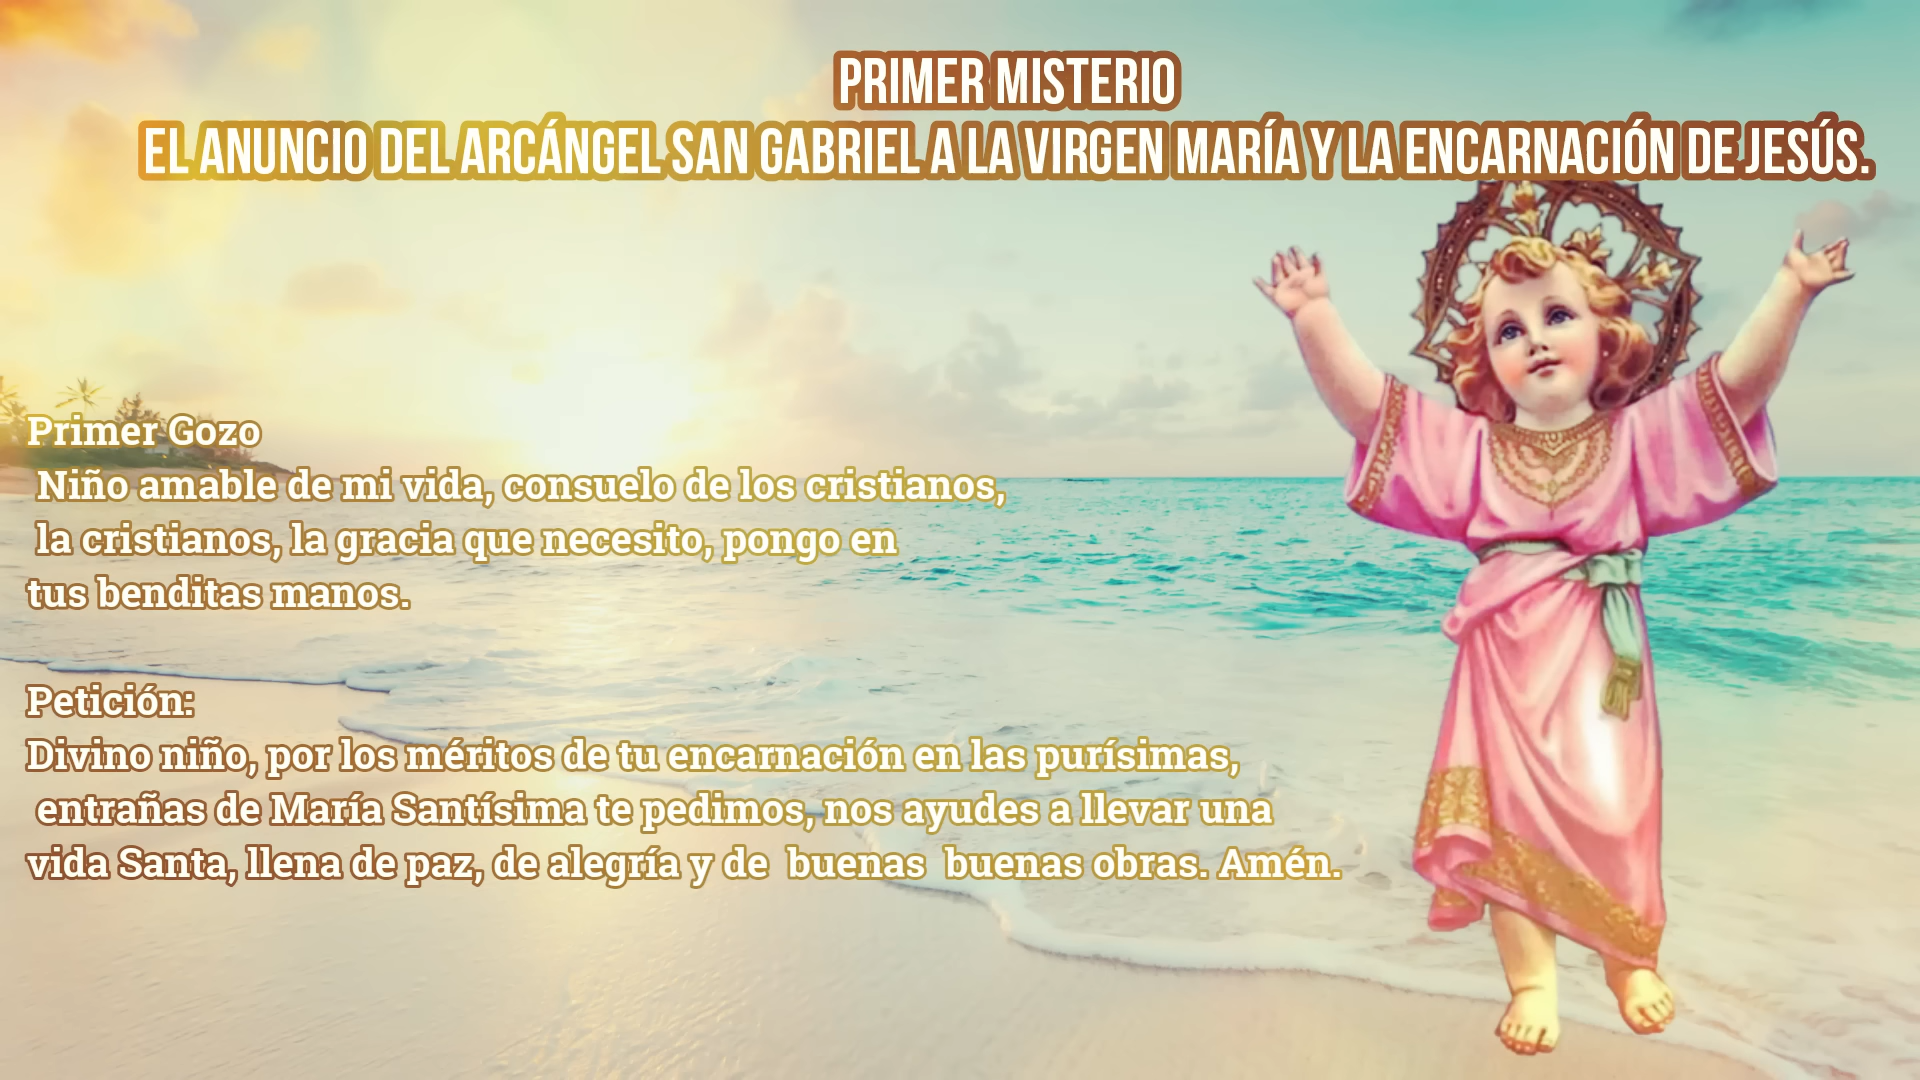 PRIMER MISTERIO
EL ANUNCIO DEL ARCÁNGEL SAN GABRIEL A LA VIRGEN MARÍA Y LA ENCARNACIÓN DE JESÚS.
Primer Gozo
Niño amable de mi vida, consuelo de los cristianos,
la cristianos, la gracia que necesito, pongo en
tus benditas manos.
Petición:
Divino niño, por los méritos de tu encarnación en las purísimas,
entrañas de María Santísima te pedimos, nos ayudes a llevar una
vida Santa, llena de paz, de alegría y de buenas buenas obras. Amén.